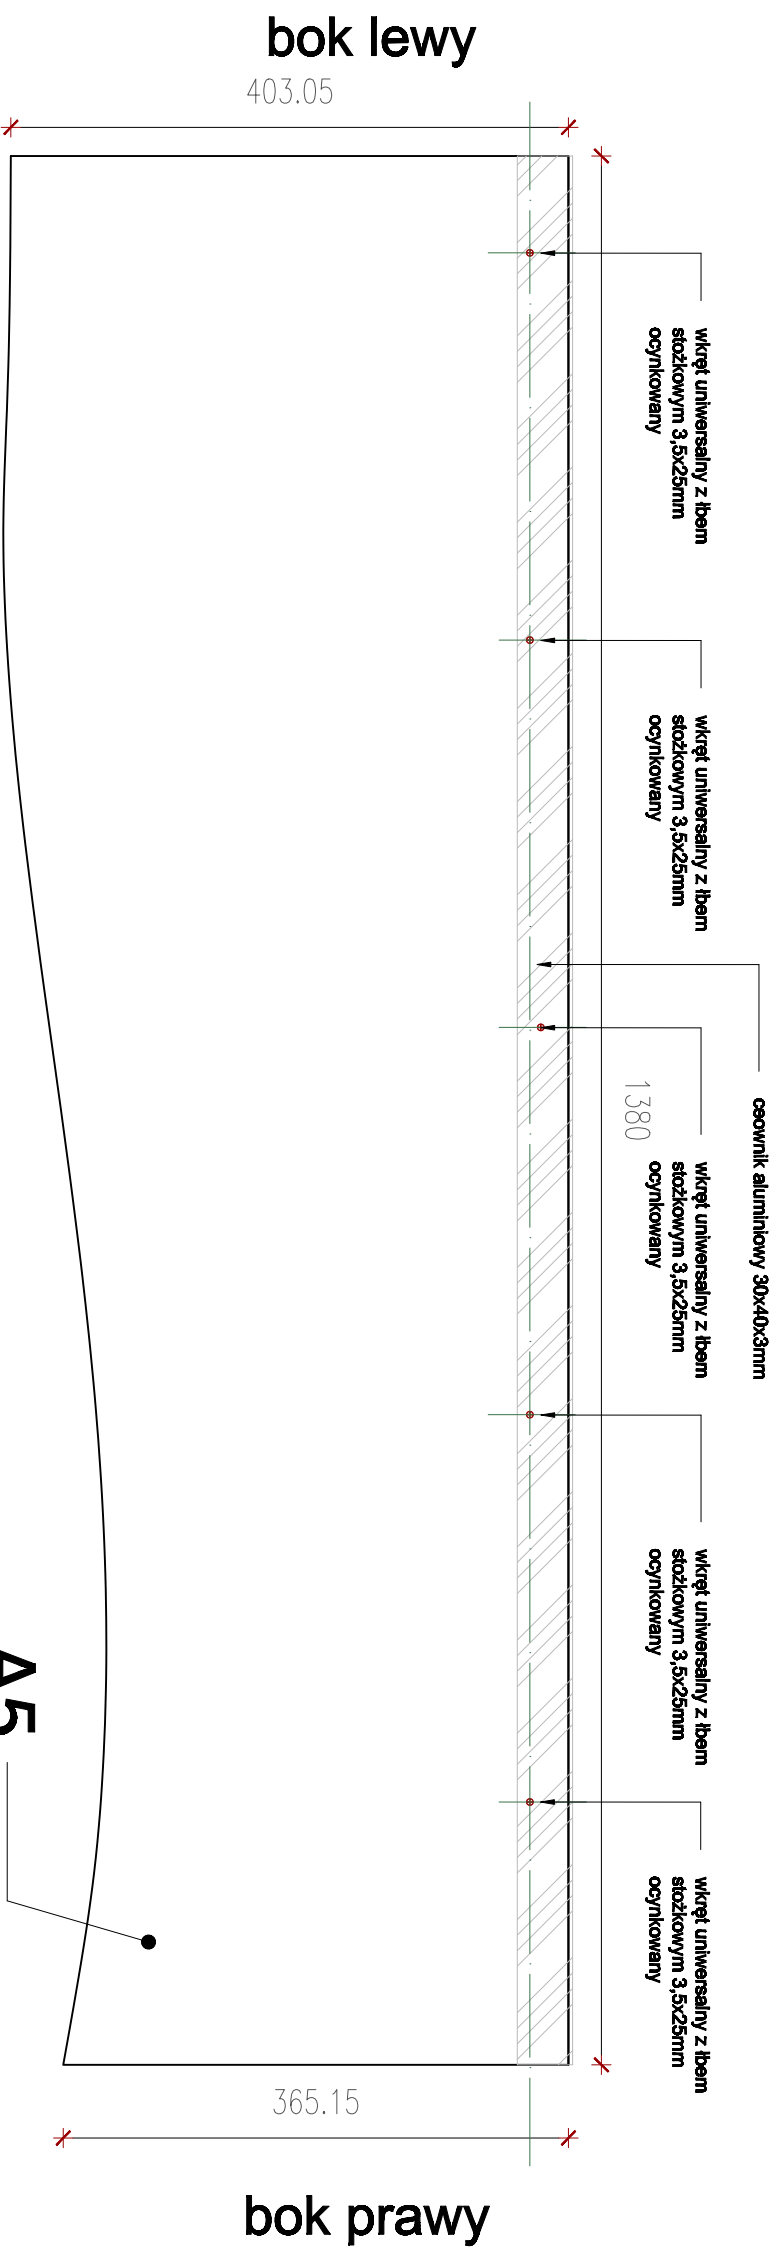 bok lewy
403.05
wkręt uniwersalny z łbem
stożkowym 3,5x25mm
ocynkowany
wkręt uniwersalny z łbem
stożkowym 3,5x25mm
ocynkowany
ceownik aluminiowy 30x40x3mm
1380
wkręt uniwersalny z łbem
stożkowym 3,5x25mm
ocynkowany
wkręt uniwersalny z łbem
stożkowym 3,5x25mm
ocynkowany
A5
wkręt uniwersalny z łbem
stożkowym 3,5x25mm
ocynkowany
365.15
bok prawy